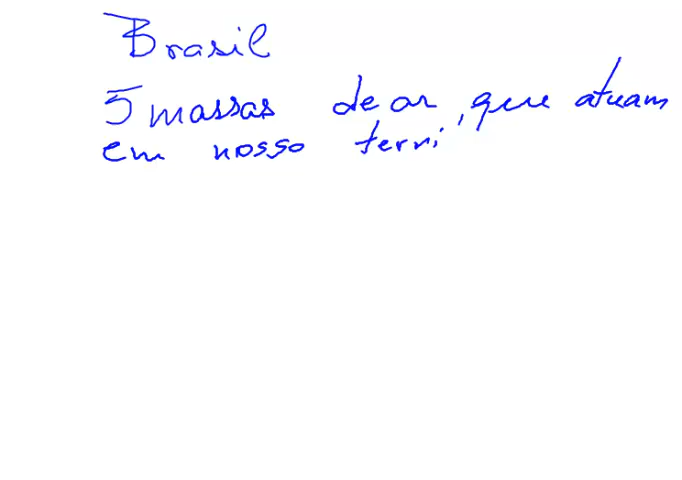 Brasil
5 massas de ar, que atuam
em nosso terri